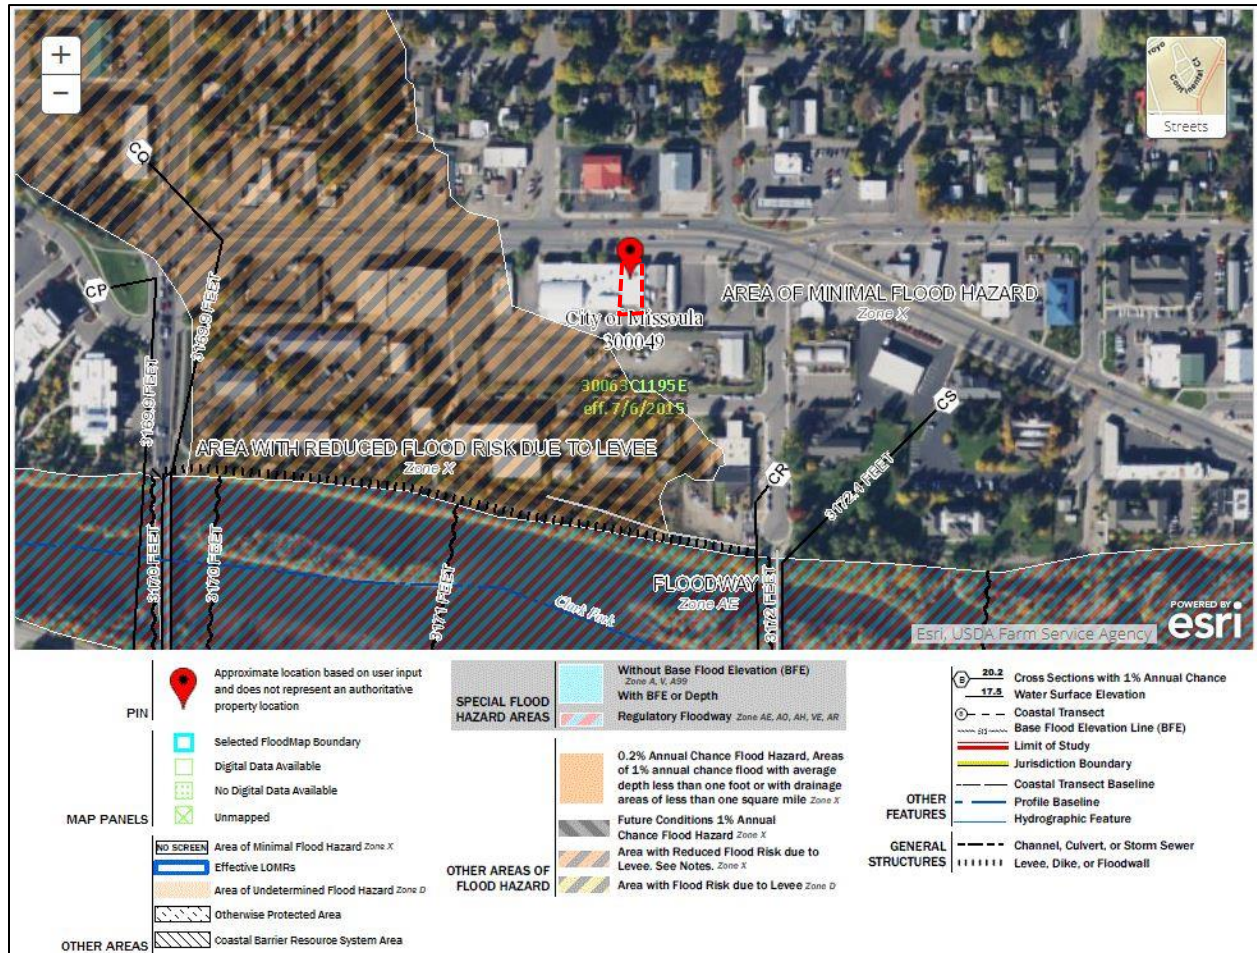 +
−
royo
Continental Ct
Streets
CQ
CP
3169.9 FEET
3169.9 FEET
AREA OF MINIMAL FLOOD HAZARD
Zone X
City of Missoula
300049
30063C1195E
eff. 7/6/2015
AREA WITH REDUCED FLOOD RISK DUE TO LEVEE
Zone X
CS
CR
3172.4 FEET
3170 FEET
3170 FEET
3171 FEET
3172 FEET
FLOODWAY
Zone AE
Clark Fork
POWERED BY
esri
Esri, USDA Farm Service Agency
PIN
Approximate location based on user input
and does not represent an authoritative
property location
MAP PANELS
Selected FloodMap Boundary
Digital Data Available
No Digital Data Available
Unmapped
OTHER AREAS
NO SCREEN Area of Minimal Flood Hazard Zone X
Effective LOMRs
Area of Undetermined Flood Hazard Zone D
Otherwise Protected Area
Coastal Barrier Resource System Area
SPECIAL FLOOD
HAZARD AREAS
Without Base Flood Elevation (BFE)
Zone A, V, A99
With BFE or Depth
Regulatory Floodway Zone AE, AO, AH, VE, AR
OTHER AREAS OF
FLOOD HAZARD
0.2% Annual Chance Flood Hazard, Areas
of 1% annual chance flood with average
depth less than one foot or with drainage
areas of less than one square mile Zone X
Future Conditions 1% Annual
Chance Flood Hazard Zone X
Area with Reduced Flood Risk due to
Levee. See Notes. Zone X
Area with Flood Risk due to Levee Zone D
OTHER
FEATURES
B 20.2 Cross Sections with 1% Annual Chance
17.5 Water Surface Elevation
8 Coastal Transect
513 Base Flood Elevation Line (BFE)
Limit of Study
Jurisdiction Boundary
Coastal Transect Baseline
Profile Baseline
Hydrographic Feature
GENERAL
STRUCTURES
Channel, Culvert, or Storm Sewer
Levee, Dike, or Floodwall